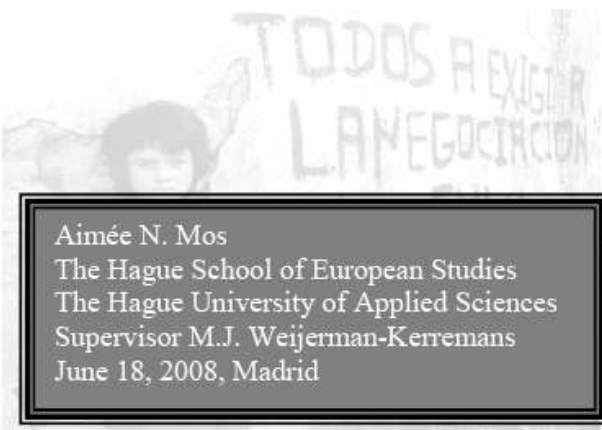 TODOS A EXIGIR
LA NEGOCIACION
Aimée N. Mos
The Hague School of European Studies
The Hague University of Applied Sciences
Supervisor M.J. Weijerman-Kerremans
June 18, 2008, Madrid